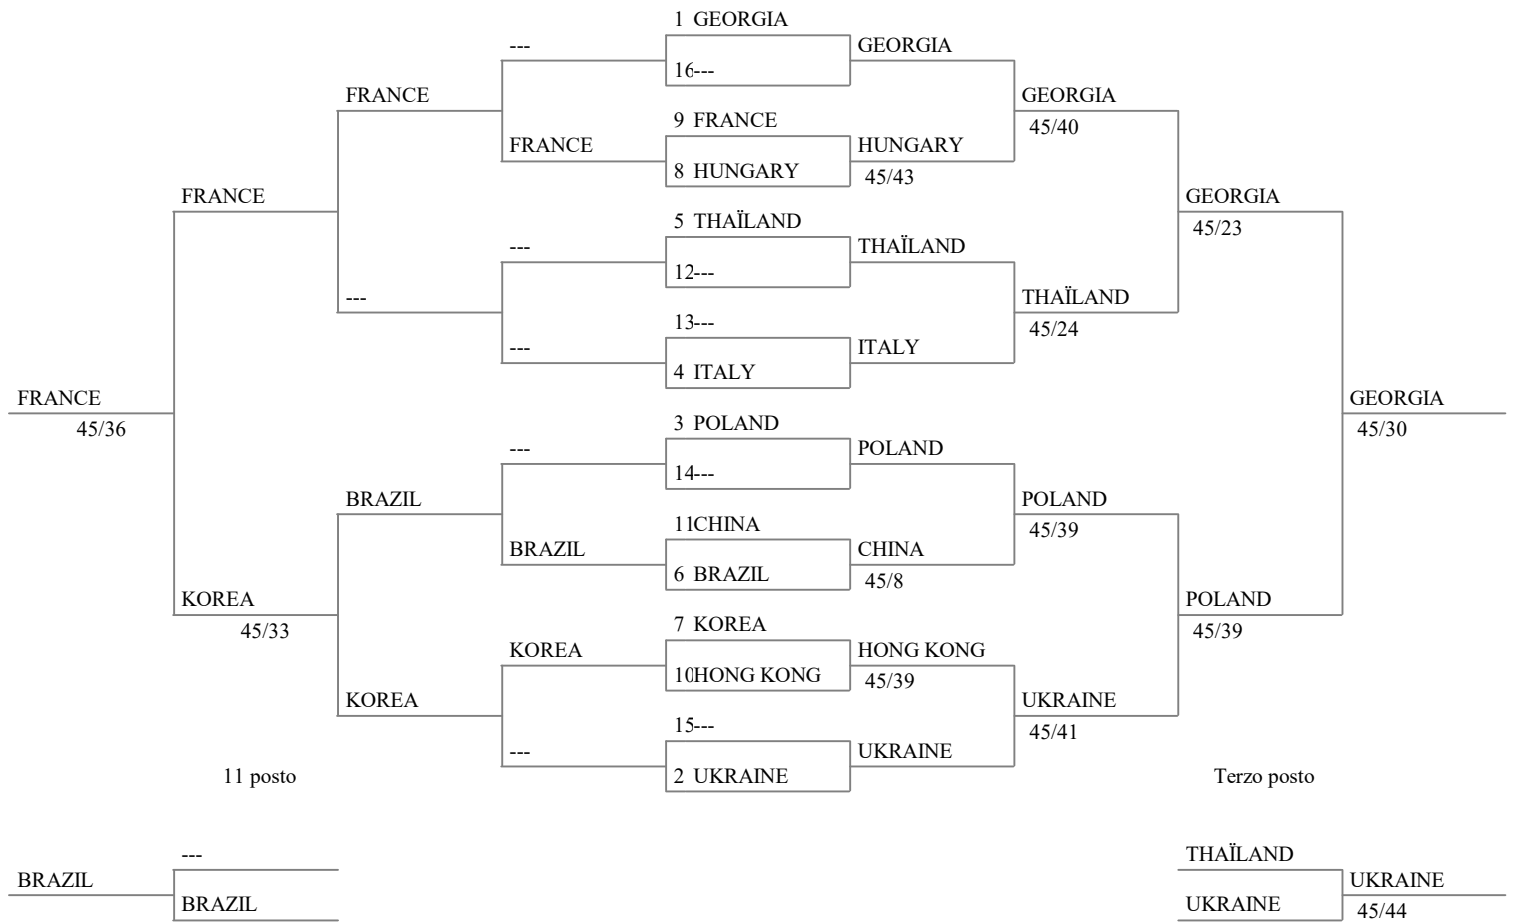 1 GEORGIA
--- GEORGIA
16---
FRANCE GEORGIA
9 FRANCE 45/40
FRANCE HUNGARY
8 HUNGARY 45/43
FRANCE GEORGIA
5 THAÏLAND 45/23
--- THAÏLAND
12---
--- THAÏLAND
13--- 45/24
--- ITALY
4 ITALY
FRANCE GEORGIA
45/36 3 POLAND 45/30
--- POLAND
14---
BRAZIL POLAND
11CHINA 45/39
BRAZIL CHINA
6 BRAZIL 45/8
KOREA POLAND
45/33 7 KOREA 45/39
KOREA HONG KONG
10HONG KONG 45/39
KOREA UKRAINE
15--- 45/41
--- UKRAINE
11 posto 2 UKRAINE Terzo posto
--- THAÏLAND
BRAZIL UKRAINE
BRAZIL UKRAINE 45/44